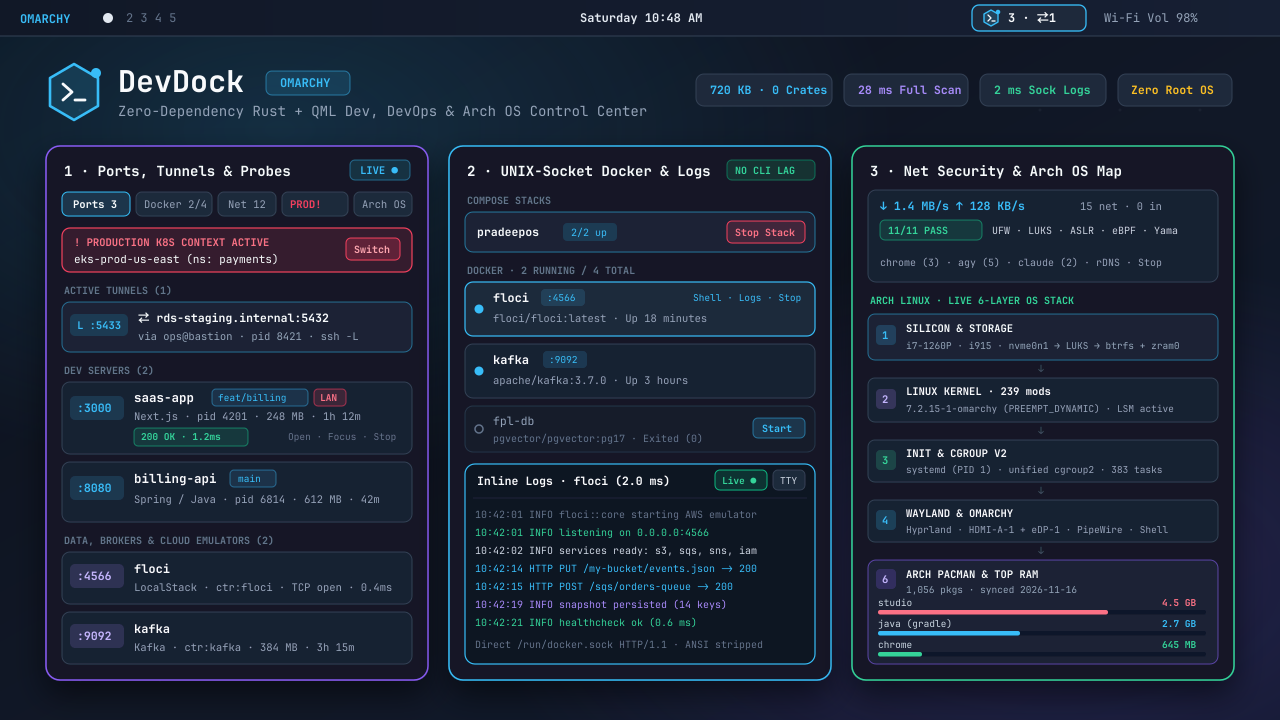 OMARCHY
2 3 4 5
Saturday 10:48 AM
3 · ⇄1
Wi-Fi Vol 98%
DevDock
OMARCHY
Zero-Dependency Rust + QML Dev, DevOps & Arch OS Control Center
720 KB · 0 Crates
28 ms Full Scan
2 ms Sock Logs
Zero Root OS
1 · Ports, Tunnels & Probes
LIVE ●
Ports 3
Docker 2/4
Net 12
PROD!
Arch OS
! PRODUCTION K8S CONTEXT ACTIVE
eks-prod-us-east (ns: payments)
Switch
ACTIVE TUNNELS (1)
L :5433
⇄ rds-staging.internal:5432
via ops@bastion · pid 8421 · ssh -L
DEV SERVERS (2)
:3000
saas-app
feat/billing
LAN
Next.js · pid 4201 · 248 MB · 1h 12m
200 OK · 1.2ms
Open · Focus · Stop
:8080
billing-api
main
Spring / Java · pid 6814 · 612 MB · 42m
DATA, BROKERS & CLOUD EMULATORS (2)
:4566
floci
LocalStack · ctr:floci · TCP open · 0.4ms
:9092
kafka
Kafka · ctr:kafka · 384 MB · 3h 15m
2 · UNIX-Socket Docker & Logs
NO CLI LAG
COMPOSE STACKS
pradeepos
2/2 up
Stop Stack
DOCKER · 2 RUNNING / 4 TOTAL
floci
:4566
Shell · Logs · Stop
floci/floci:latest · Up 18 minutes
kafka
:9092
apache/kafka:3.7.0 · Up 3 hours
fpl-db
pgvector/pgvector:pg17 · Exited (0)
Start
Inline Logs · floci (2.0 ms)
Live ●
TTY
10:42:01 INFO floci::core starting AWS emulator
10:42:01 INFO listening on 0.0.0.0:4566
10:42:02 INFO services ready: s3, sqs, sns, iam
10:42:14 HTTP PUT /my-bucket/events.json → 200
10:42:15 HTTP POST /sqs/orders-queue → 200
10:42:19 INFO snapshot persisted (14 keys)
10:42:21 INFO healthcheck ok (0.6 ms)
Direct /run/docker.sock HTTP/1.1 · ANSI stripped
3 · Net Security & Arch OS Map
↓ 1.4 MB/s ↑ 128 KB/s
15 net · 0 in
11/11 PASS
UFW · LUKS · ASLR · eBPF · Yama
chrome (3) · agy (5) · claude (2) · rDNS · Stop
ARCH LINUX · LIVE 6-LAYER OS STACK
1
SILICON & STORAGE
i7-1260P · i915 · nvme0n1 → LUKS → btrfs + zram0
↓
2
LINUX KERNEL · 239 mods
7.2.15-1-omarchy (PREEMPT_DYNAMIC) · LSM active
↓
3
INIT & CGROUP V2
systemd (PID 1) · unified cgroup2 · 383 tasks
↓
4
WAYLAND & OMARCHY
Hyprland · HDMI-A-1 + eDP-1 · PipeWire · Shell
↓
6
ARCH PACMAN & TOP RAM
1,056 pkgs · synced 2026-11-16
studio
4.5 GB
java (gradle)
2.7 GB
chrome
645 MB